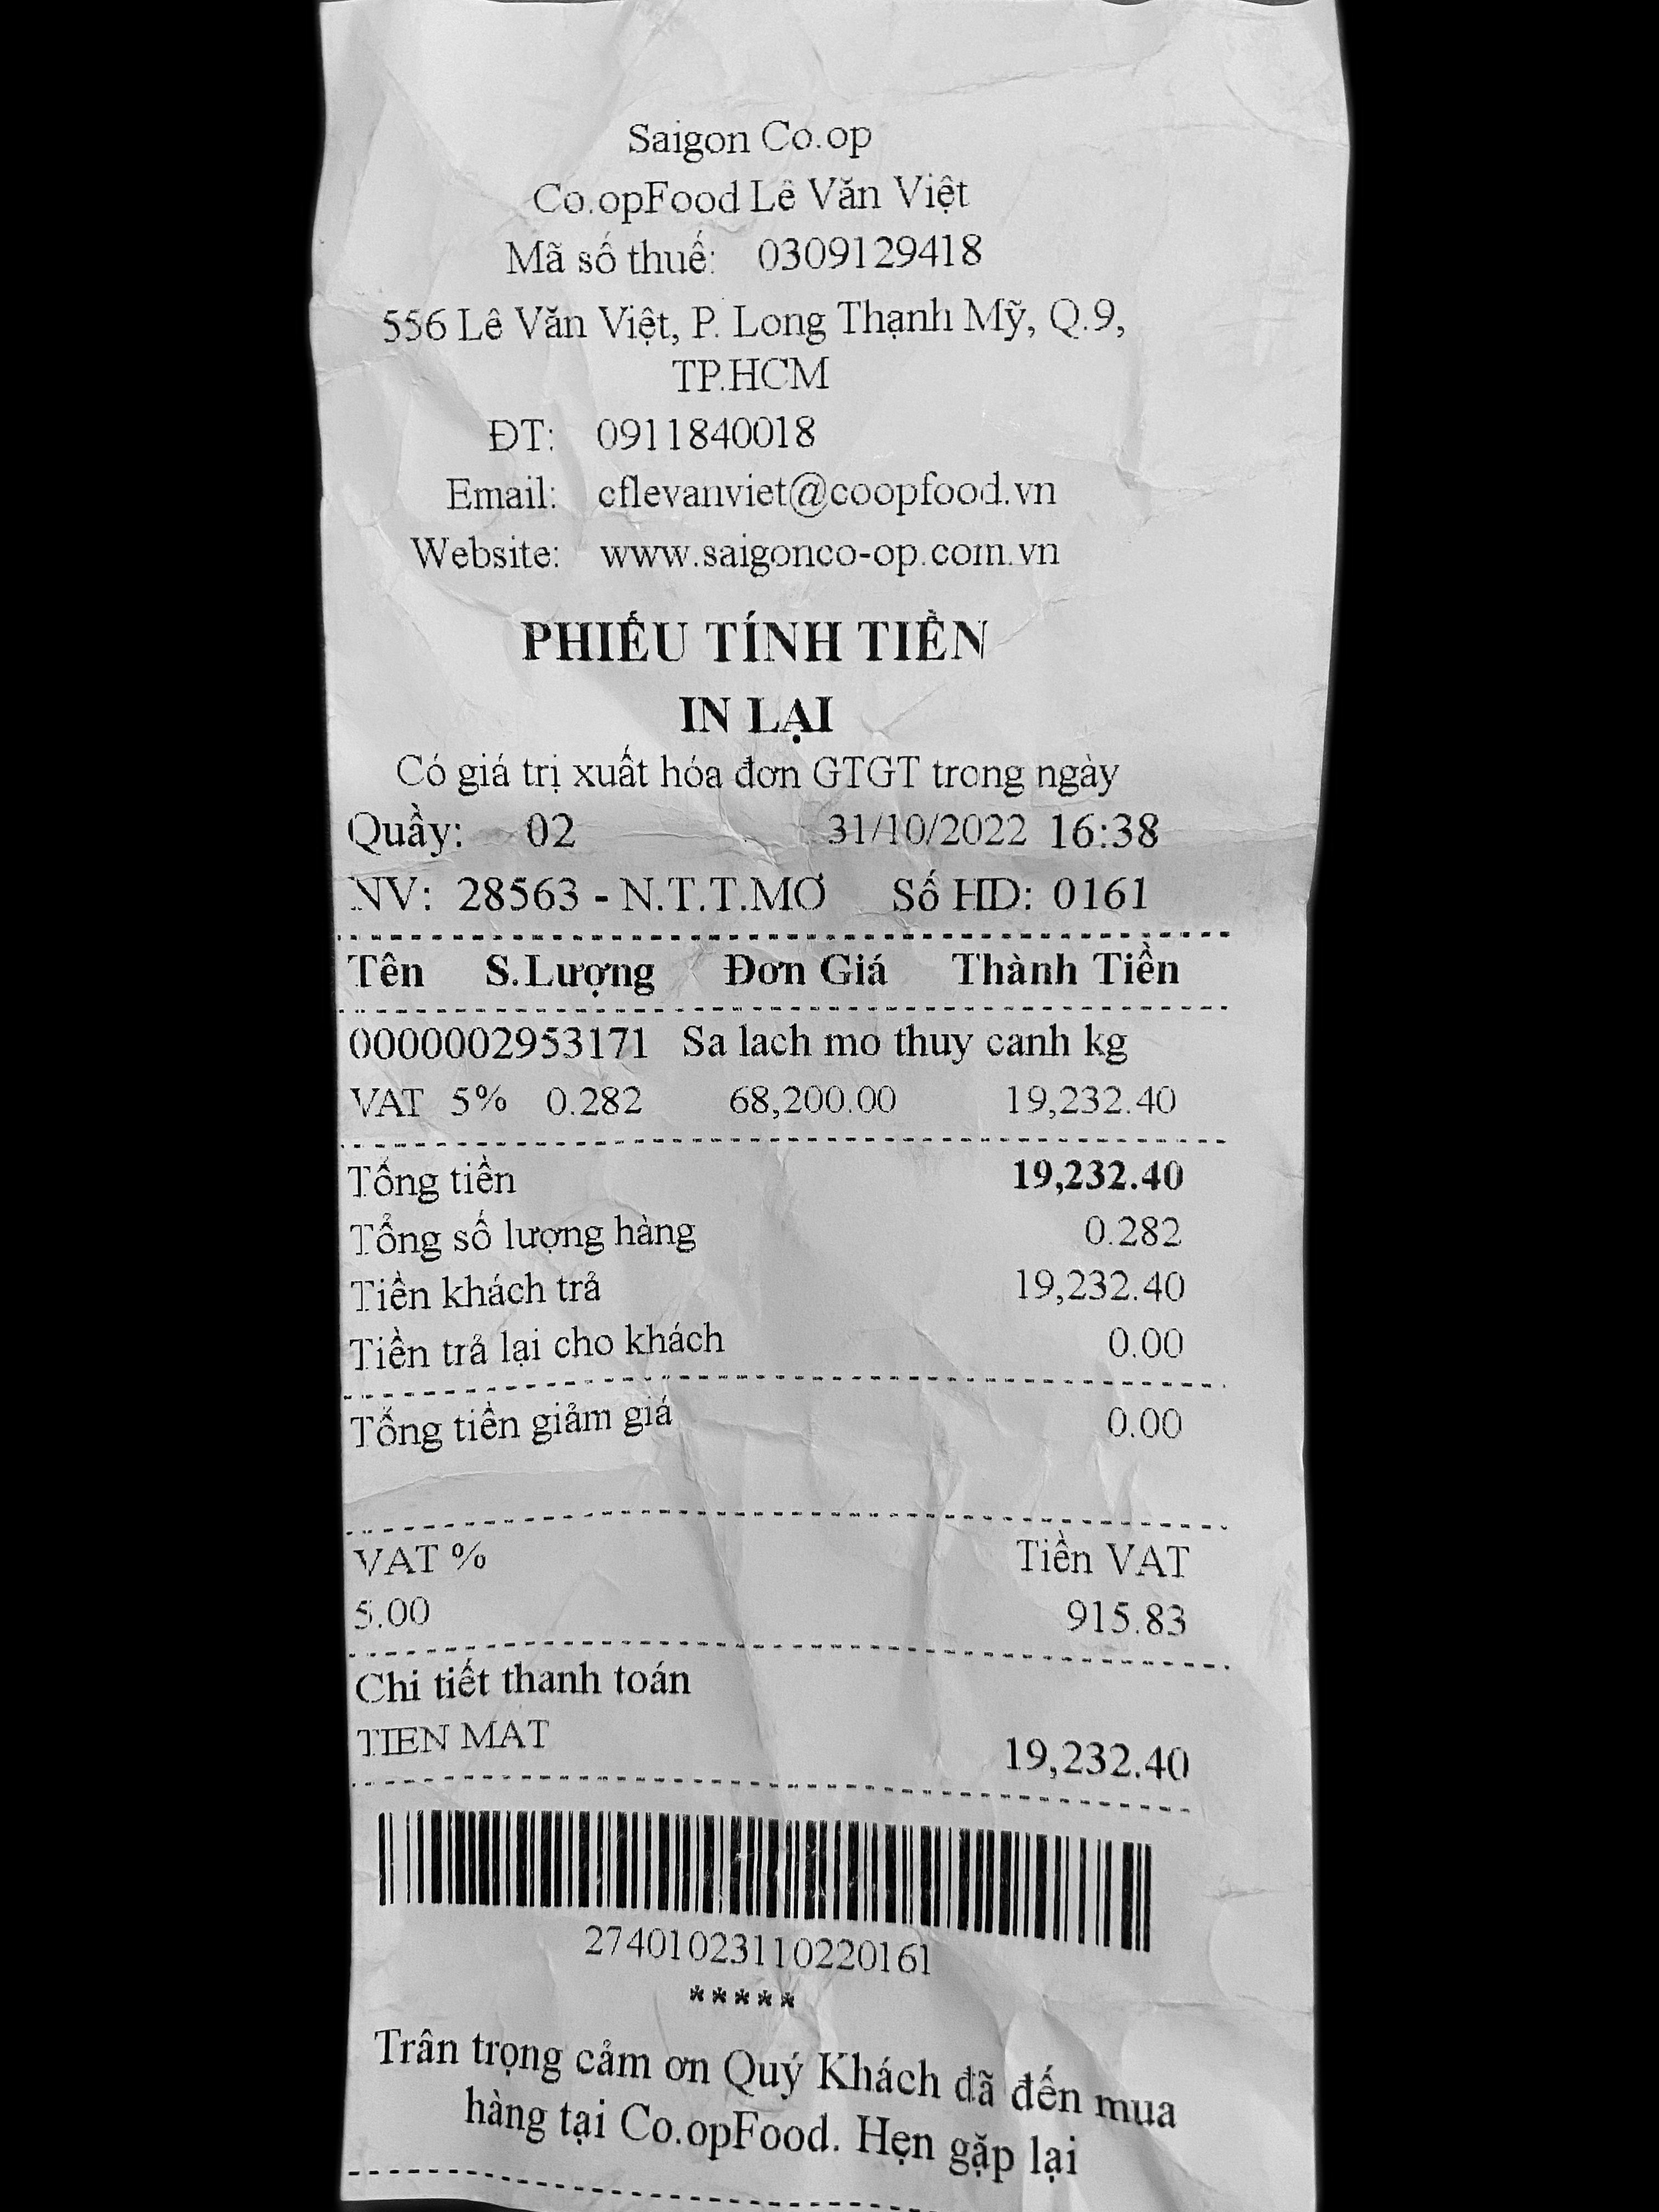 Saigon Co.op
Co.opFood Lê Văn Việt
Mã số thuế: 0309129418
556 Lê Văn Việt, P. Long Thạnh Mỹ, Q.9,
TP.HCM
ĐT: 0911840018
Email: cflevanviet@coopfood.vn
Website: www.saigonco-op.com.vn
PHIẾU TÍNH TIỀN
IN LẠI
Có giá trị xuất hóa đơn GTGT trong ngày
Quầy: 02 31/10/2022 16:38
NV: 28563 - N.T.T.MƠ Số HD: 0161
Tên S.Lượng Đơn Giá Thành Tiền
0000002953171 Sa lach mo thuy canh kg
VAT 5% 0.282 68,200.00 19,232.40
Tổng tiền 19,232.40
Tổng số lượng hàng 0.282
Tiền khách trả 19,232.40
Tiền trả lại cho khách 0.00
Tổng tiền giảm giá 0.00
VAT % Tiền VAT
5.00 915.83
Chi tiết thanh toán
TIEN MAT 19,232.40
27401023110220161
*****
Trân trọng cảm ơn Quý Khách đã đến mua
hàng tại Co.opFood. Hẹn gặp lại